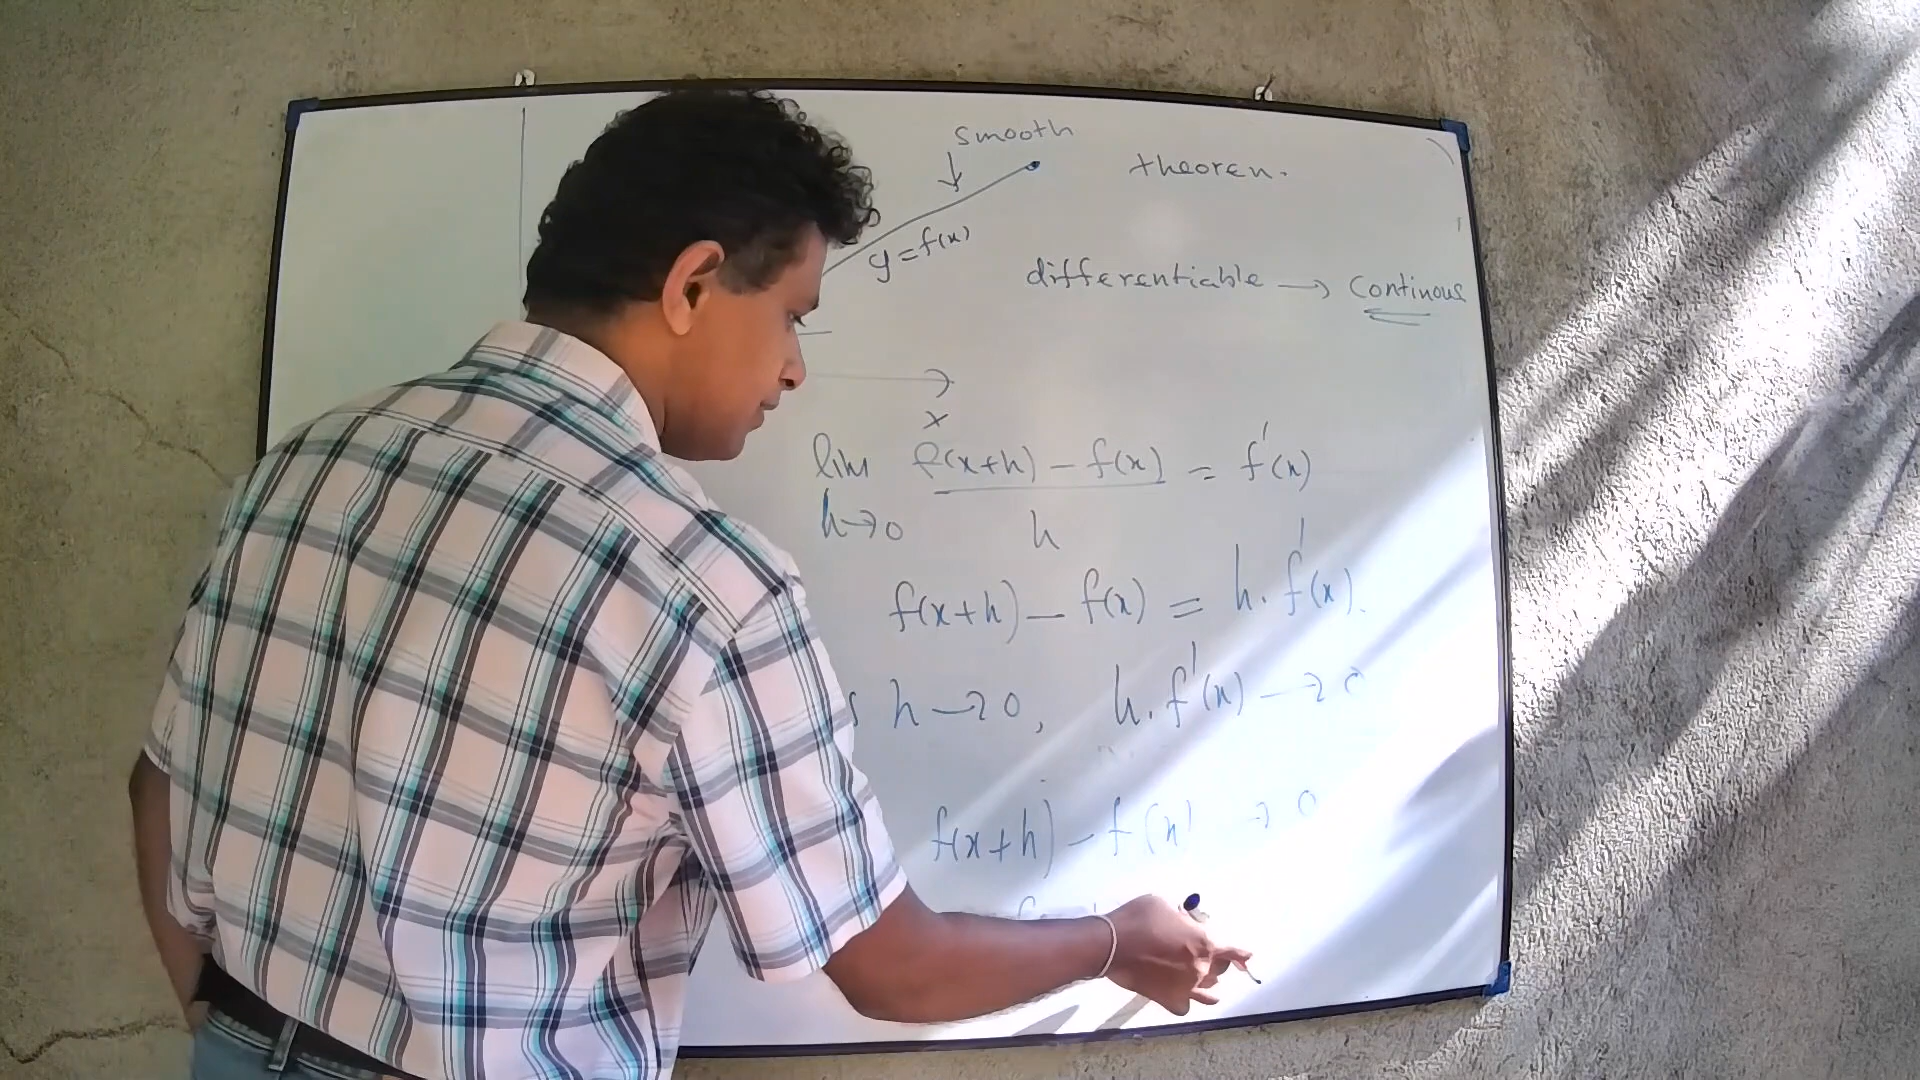 smooth
theoren.
y = f(x)
differentiable → Continous
x
lim f(x+h) - f(x) = f'(x)
h→0 h
f(x+h) - f(x) = h. f'(x).
h→0, h. f'(x) → 0
f(x+h) - f(x) → 0